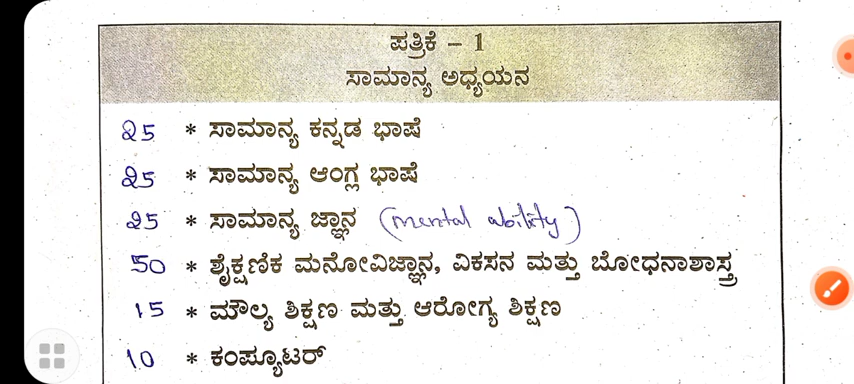 ಪತ್ರಿಕೆ – 1
ಸಾಮಾನ್ಯ ಅಧ್ಯಯನ
25 * ಸಾಮಾನ್ಯ ಕನ್ನಡ ಭಾಷೆ
25 * ಸಾಮಾನ್ಯ ಆಂಗ್ಲ ಭಾಷೆ
25 * ಸಾಮಾನ್ಯ ಜ್ಞಾನ (mental ability)
50 * ಶೈಕ್ಷಣಿಕ ಮನೋವಿಜ್ಞಾನ, ವಿಕಸನ ಮತ್ತು ಬೋಧನಾಶಾಸ್ತ್ರ
15 * ಮೌಲ್ಯ ಶಿಕ್ಷಣ ಮತ್ತು ಆರೋಗ್ಯ ಶಿಕ್ಷಣ
10 * ಕಂಪ್ಯೂಟರ್